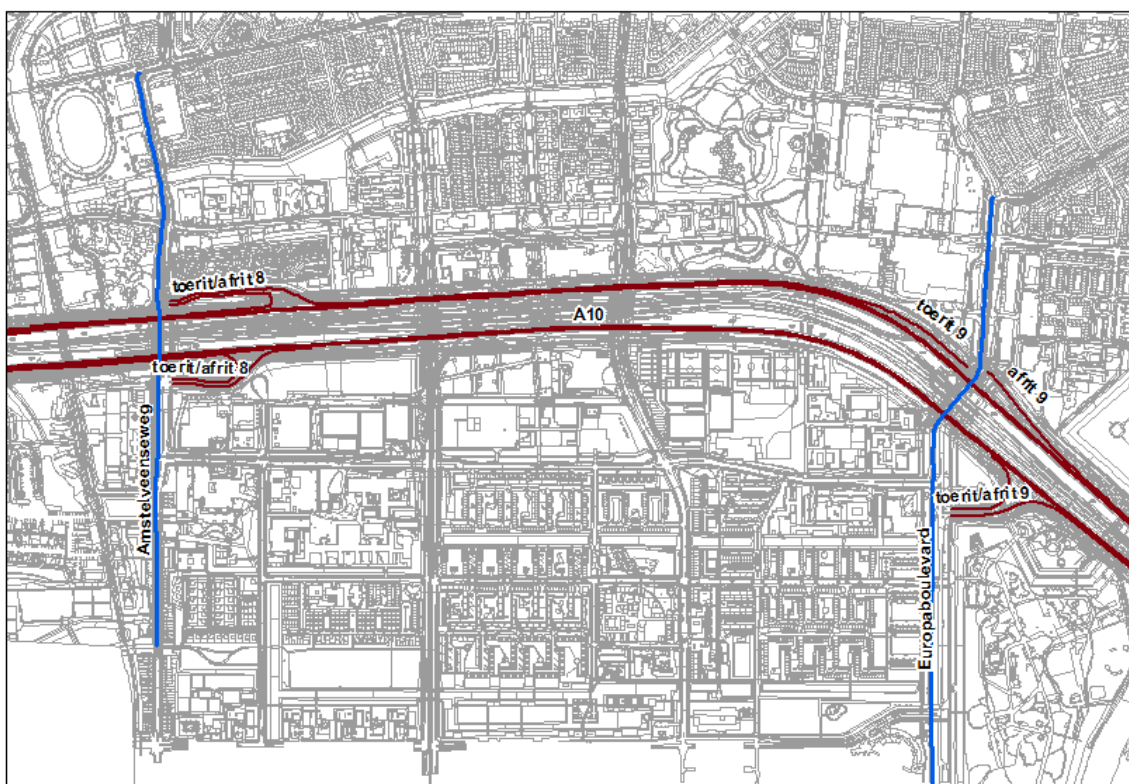 toerit/afrit 8
A10
toerit 9
toerit/afrit 8
afrit 9
Amstelveenseweg
toerit/afrit 9
Europaboulevard